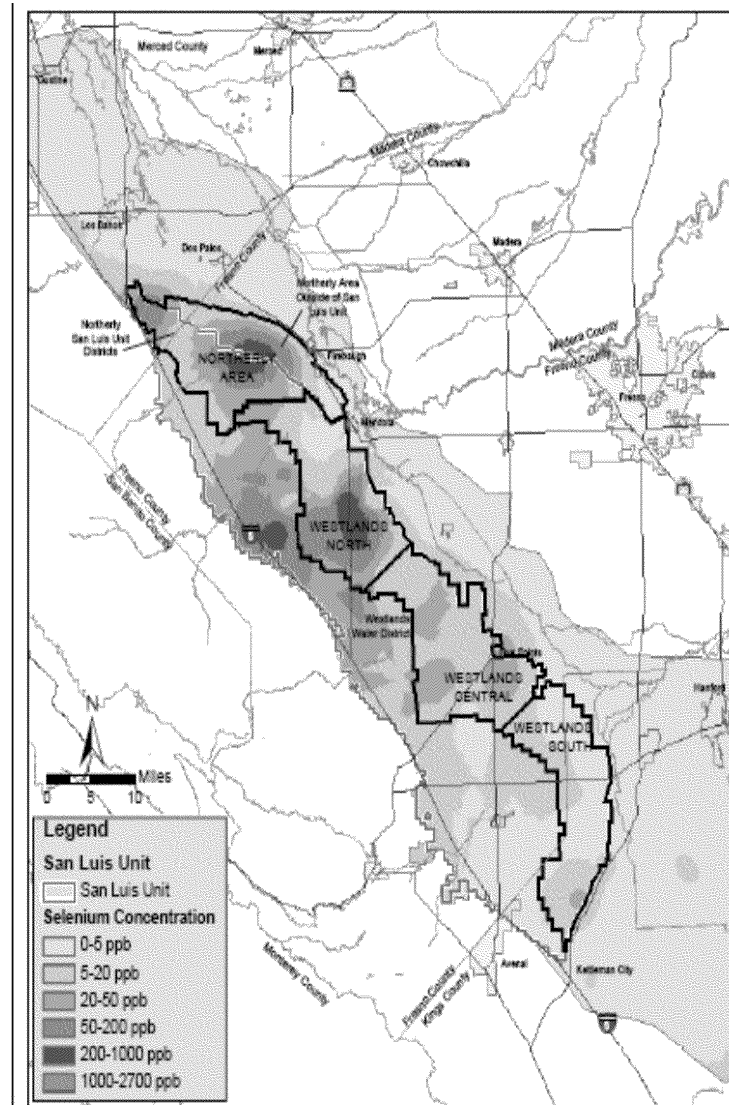 Merced County
Merced
Gustine
Madera County
Chowchilla
Los Banos
Dos Palos
Fresno County
Madera
Northerly Area
Outside of San
Luis Unit
Northerly
San Luis Unit
Districts
Firebaugh
NORTHERLY
AREA
Madera County
Fresno County
Clovis
Fresno
Mendota
Fresno County
San Benito County
WESTLANDS
NORTH
Westlands
Water District
WESTLANDS
CENTRAL
Hanford
WESTLANDS
SOUTH
N
Miles
0 5 10
Legend
San Luis Unit
San Luis Unit
Selenium Concentration
0-5 ppb
5-20 ppb
20-50 ppb
50-200 ppb
200-1000 ppb
1000-2700 ppb
Monterey County
Fresno County
Kings County
Avenal
Kettleman City